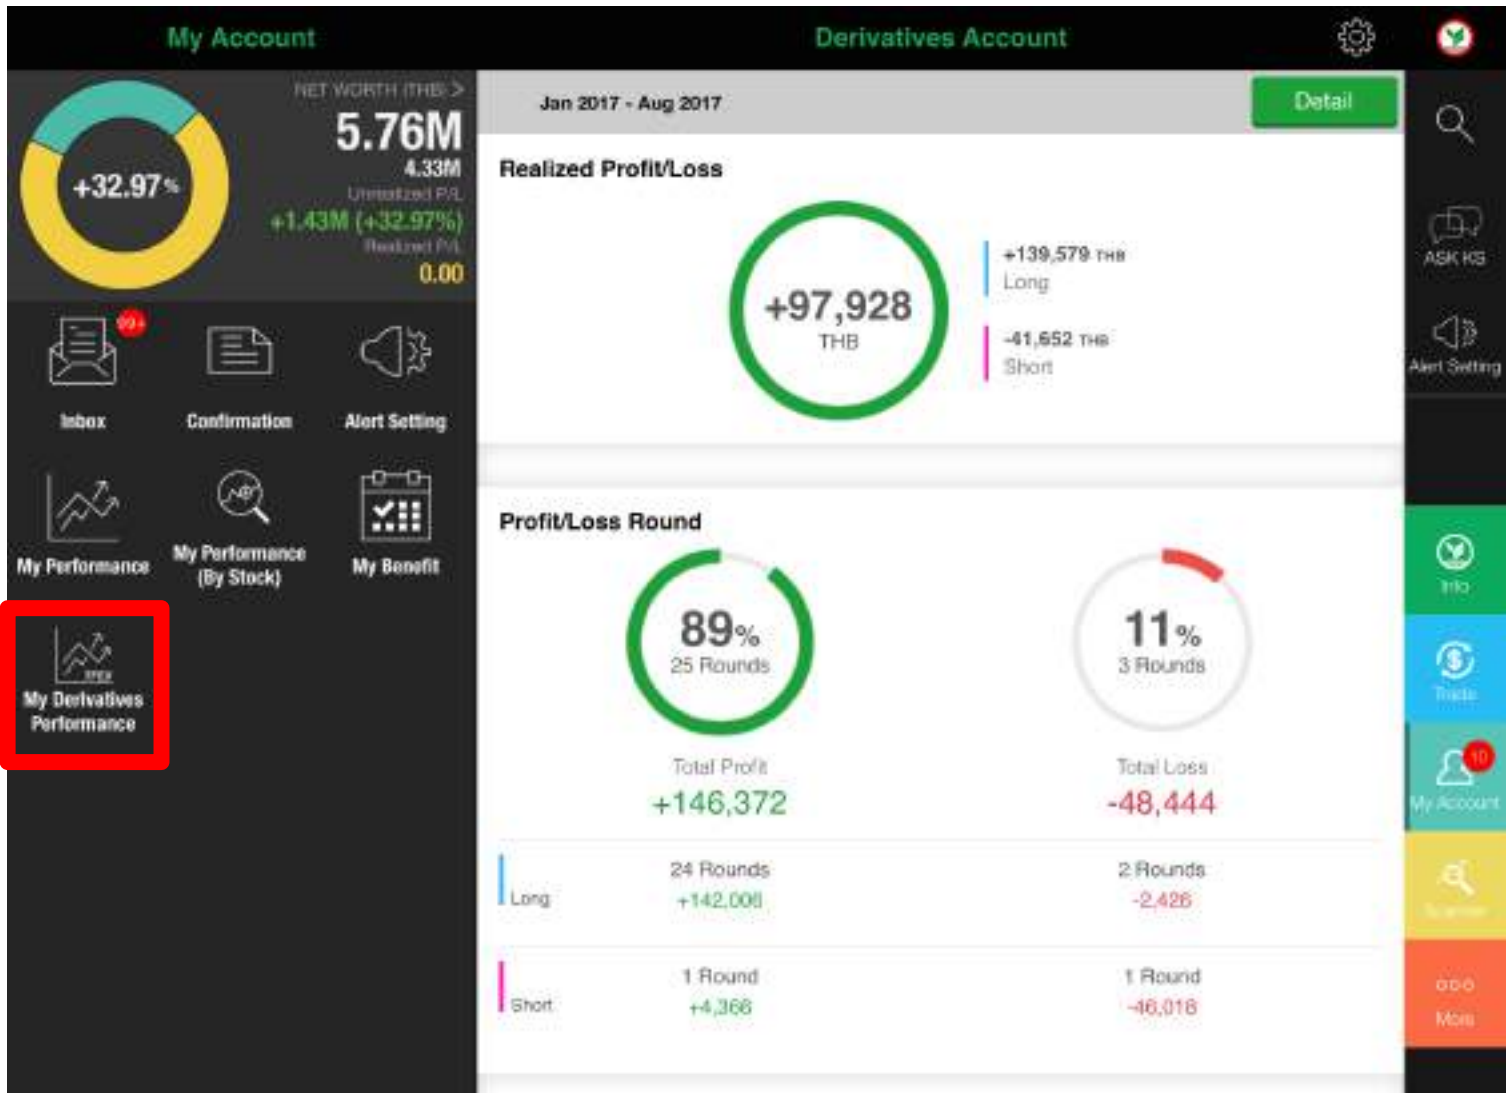 My Account
Derivatives Account
NET WORTH (THB) >
5.76M
4.33M
Unrealized P/L
+1.43M (+32.97%)
Realized P/L
0.00
+32.97%
99+
Inbox
Confirmation
Alert Setting
My Performance
My Performance
(By Stock)
My Benefit
TFEX
My Derivatives
Performance
Jan 2017 - Aug 2017
Detail
Realized Profit/Loss
+97,928
THB
+139,579 THB
Long
-41,652 THB
Short
Profit/Loss Round
89%
25 Rounds
11%
3 Rounds
Total Profit
+146,372
Total Loss
-48,444
Long
24 Rounds
+142,006
2 Rounds
-2,426
Short
1 Round
+4,366
1 Round
-46,018
ASK KS
Alert Setting
Info
Trade
10
My Account
Scanner
More